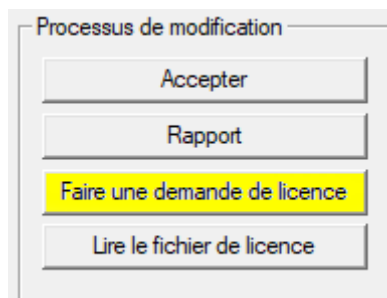 Processus de modification
Accepter
Rapport
Faire une demande de licence
Lire le fichier de licence